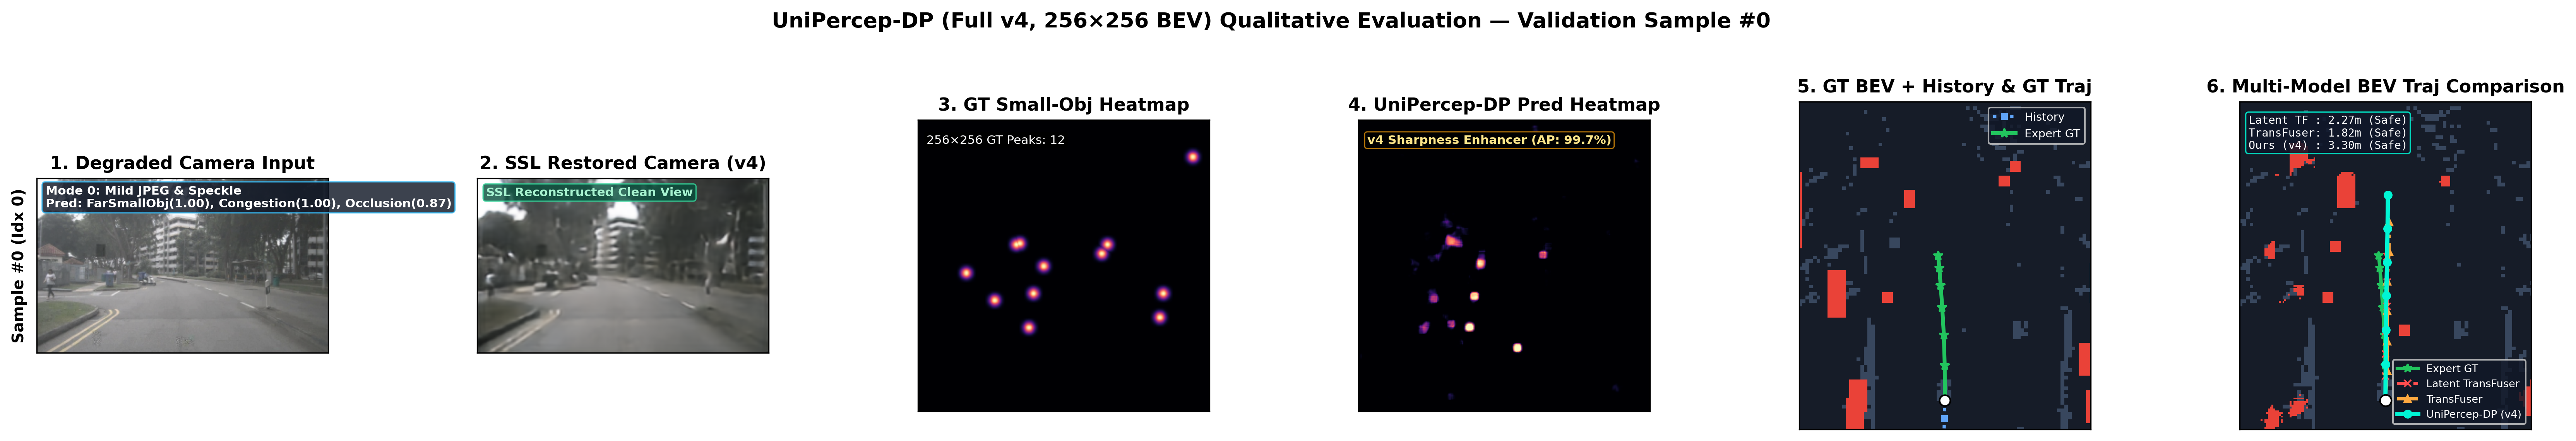 UniPercep-DP (Full v4, 256×256 BEV) Qualitative Evaluation — Validation Sample #0
Sample #0 (Idx 0)
1. Degraded Camera Input
Mode 0: Mild JPEG & Speckle
Pred: FarSmallObj(1.00), Congestion(1.00), Occlusion(0.87)
2. SSL Restored Camera (v4)
SSL Reconstructed Clean View
3. GT Small-Obj Heatmap
256×256 GT Peaks: 12
4. UniPercep-DP Pred Heatmap
v4 Sharpness Enhancer (AP: 99.7%)
5. GT BEV + History & GT Traj
History
Expert GT
6. Multi-Model BEV Traj Comparison
Latent TF : 2.27m (Safe)
TransFuser: 1.82m (Safe)
Ours (v4) : 3.30m (Safe)
Expert GT
Latent TransFuser
TransFuser
UniPercep-DP (v4)